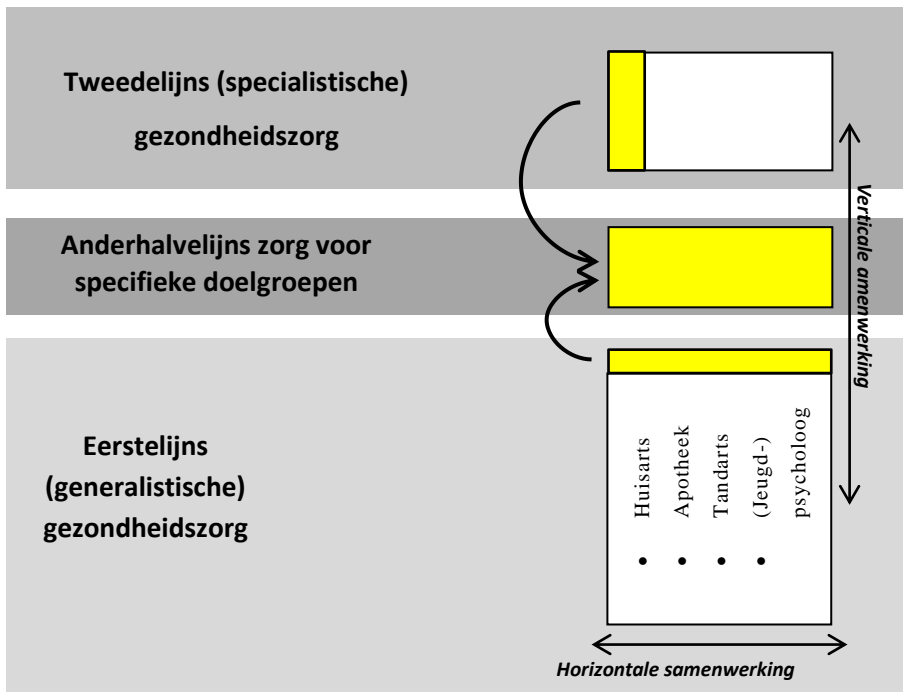 Tweedelijns (specialistische)
gezondheidszorg
Anderhalvelijns zorg voor
specifieke doelgroepen
Verticale amenwerking
Eerstelijns
(generalistische)
gezondheidszorg
• Huisarts
• Apotheek
• Tandarts
• (Jeugd-)
psycholoog
Horizontale samenwerking